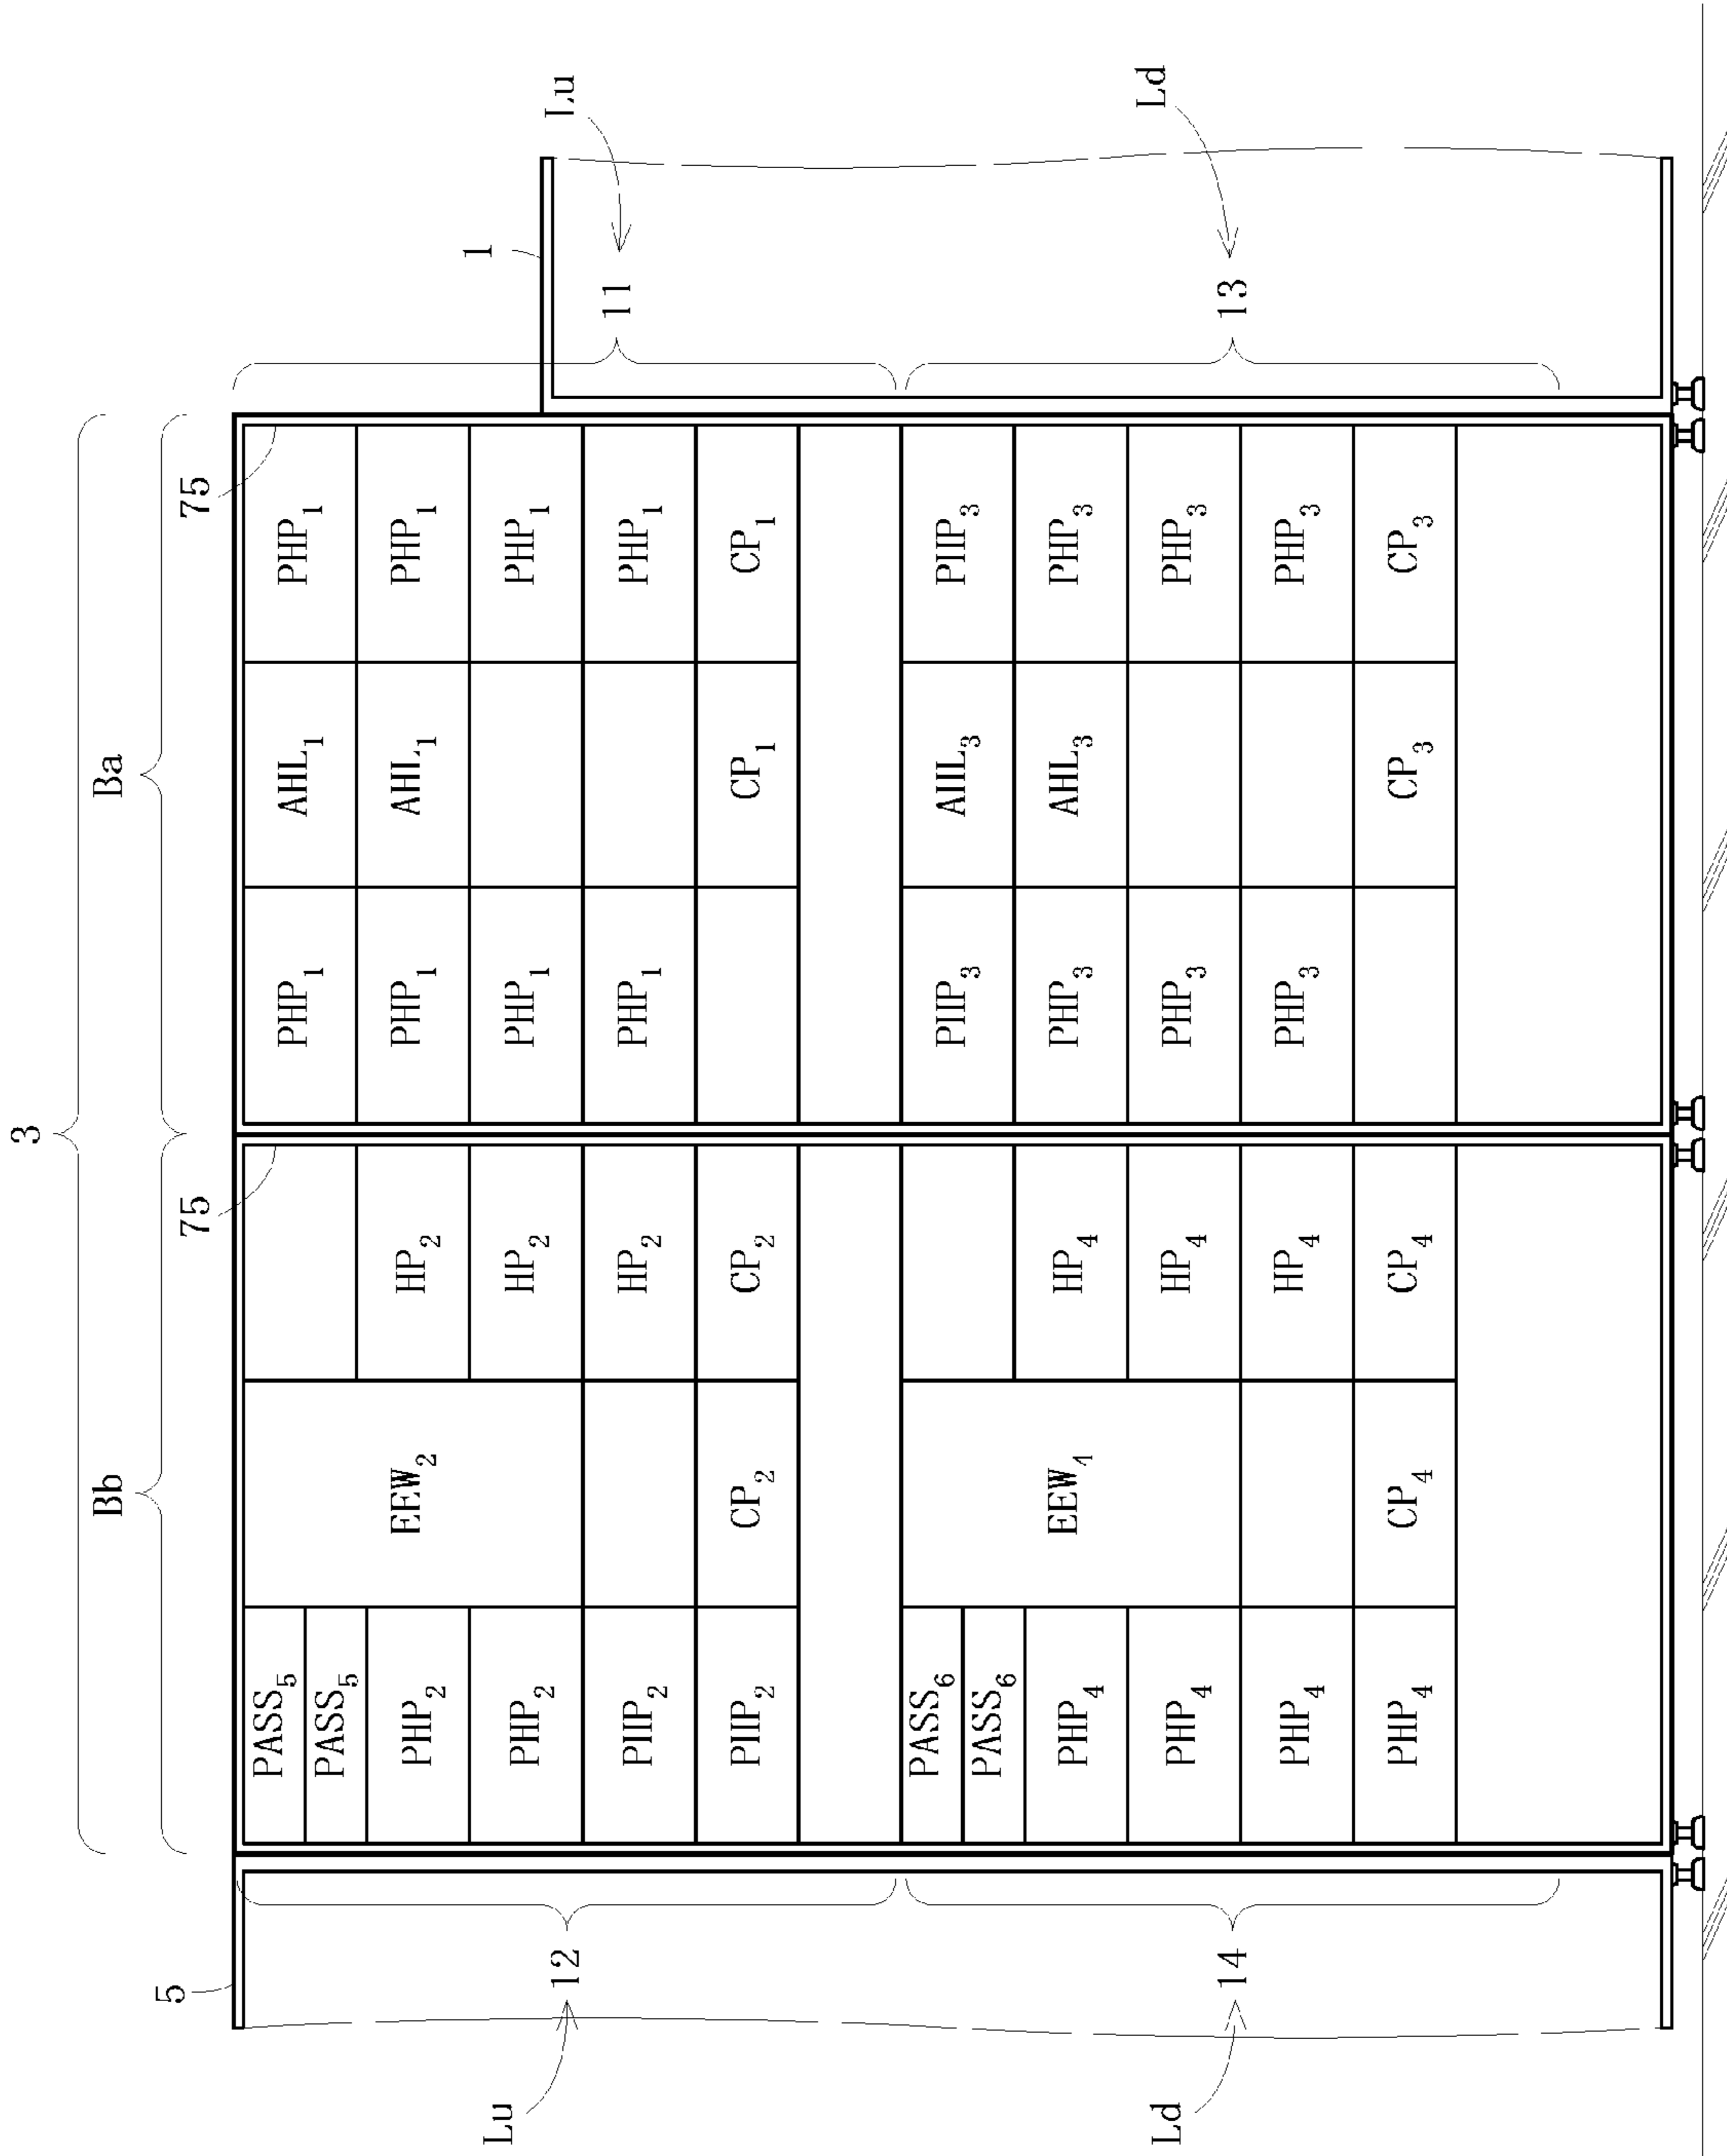 3
Bb Ba
5 75 75
PASS₅ PHP₁ AHL₁ PHP₁
PASS₅
PHP₂ EEW₂ HP₂ PHP₁ AHL₁ PHP₁
1
Lu PHP₂ HP₂ PHP₁ PHP₁ Lu
12 PHP₂ HP₂ PHP₁ PHP₁ 11
PHP₂ CP₂ CP₂ CP₁ CP₁
PASS₆ PHP₃ AHL₃ PHP₃
PASS₆
PHP₄ EEW₄ HP₄ PHP₃ AHL₃ PHP₃
Ld PHP₄ HP₄ PHP₃ PHP₃ Ld
14 PHP₄ HP₄ PHP₃ PHP₃ 13
PHP₄ CP₄ CP₄ CP₃ CP₃